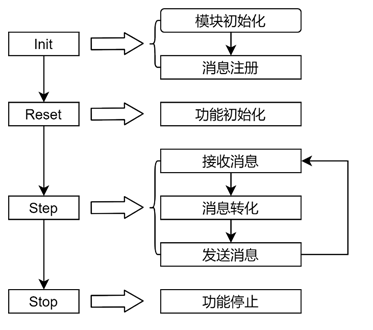 模块初始化
Init
消息注册
Reset
功能初始化
接收消息
Step
消息转化
发送消息
Stop
功能停止